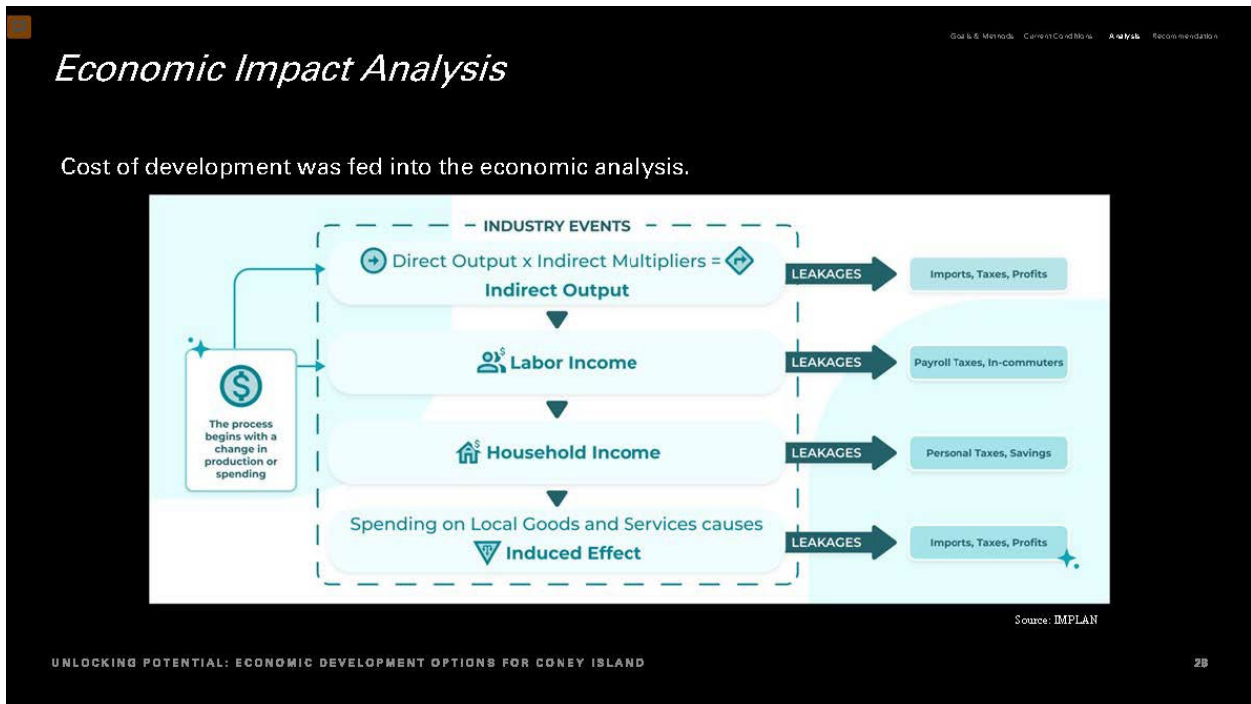 Goals & Methods Current Conditions Analysis Recommendation
Economic Impact Analysis
Cost of development was fed into the economic analysis.
INDUSTRY EVENTS
Direct Output x Indirect Multipliers =
Indirect Output
LEAKAGES
Imports, Taxes, Profits
Labor Income
LEAKAGES
Payroll Taxes, In-commuters
$
The process
begins with a
change in
production or
spending
Household Income
LEAKAGES
Personal Taxes, Savings
Spending on Local Goods and Services causes
Induced Effect
LEAKAGES
Imports, Taxes, Profits
Source: IMPLAN
UNLOCKING POTENTIAL: ECONOMIC DEVELOPMENT OPTIONS FOR CONEY ISLAND